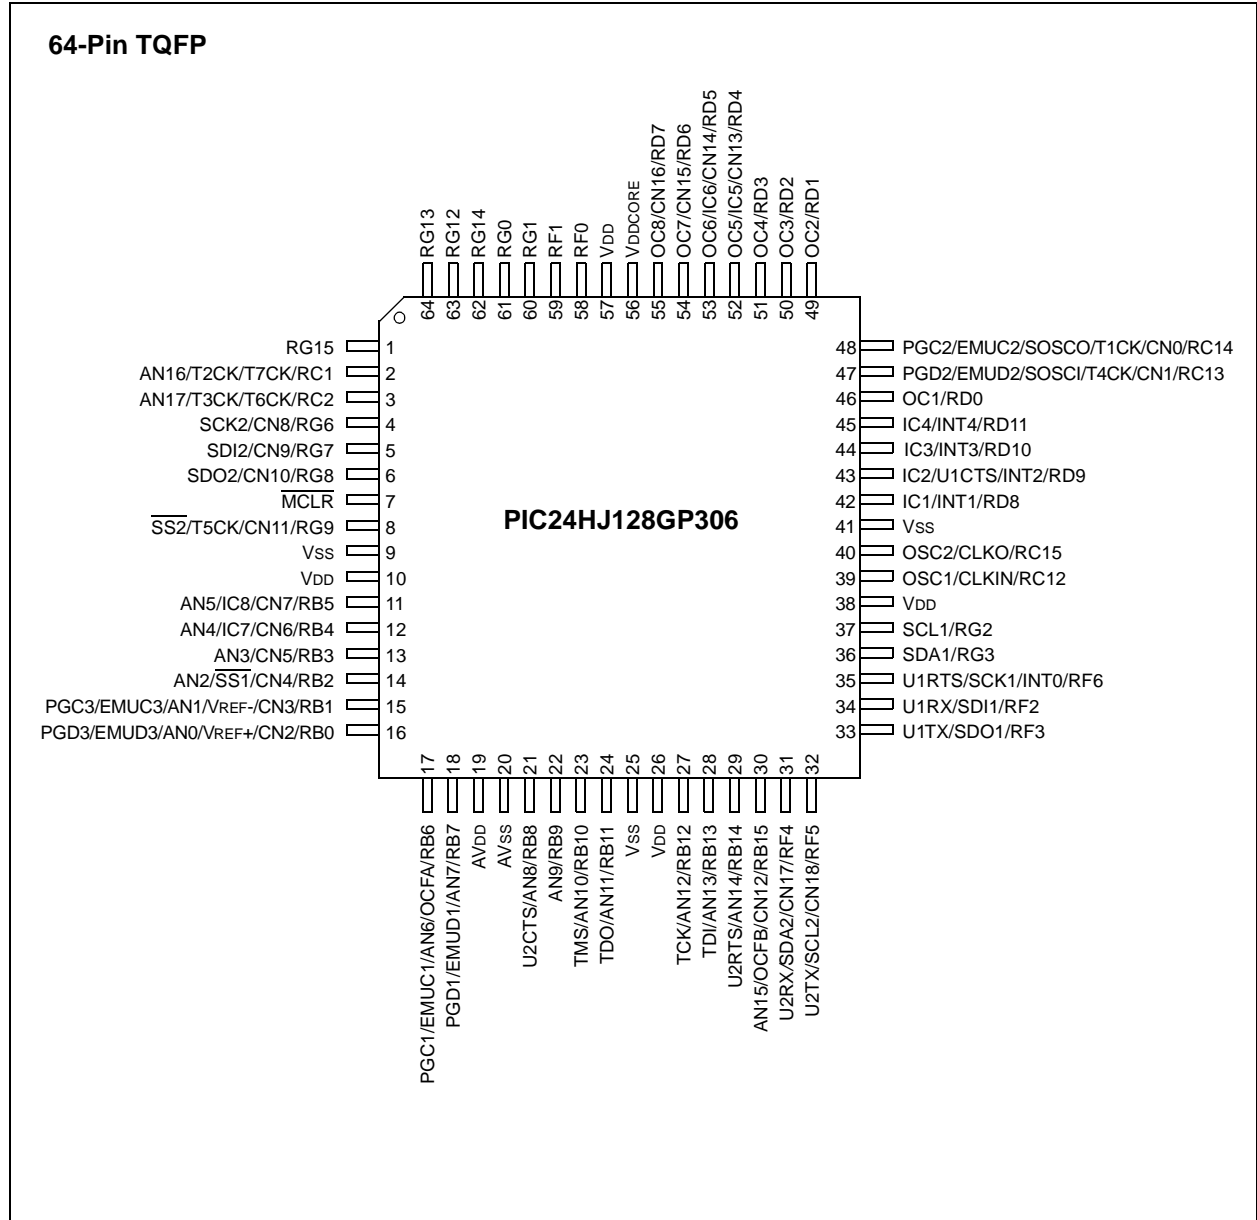 64-Pin TQFP
RG13
RG12
RG14
RG0
RG1
RF1
RF0
VDD
VDDCORE
OC8/CN16/RD7
OC7/CN15/RD6
OC6/IC6/CN14/RD5
OC5/IC5/CN13/RD4
OC4/RD3
OC3/RD2
OC2/RD1
64
63
62
61
60
59
58
57
56
55
54
53
52
51
50
49
RG15 1
AN16/T2CK/T7CK/RC1 2
AN17/T3CK/T6CK/RC2 3
SCK2/CN8/RG6 4
SDI2/CN9/RG7 5
SDO2/CN10/RG8 6
MCLR 7
SS2/T5CK/CN11/RG9 8
VSS 9
VDD 10
AN5/IC8/CN7/RB5 11
AN4/IC7/CN6/RB4 12
AN3/CN5/RB3 13
AN2/SS1/CN4/RB2 14
PGC3/EMUC3/AN1/VREF-/CN3/RB1 15
PGD3/EMUD3/AN0/VREF+/CN2/RB0 16
PIC24HJ128GP306
48 PGC2/EMUC2/SOSCO/T1CK/CN0/RC14
47 PGD2/EMUD2/SOSCI/T4CK/CN1/RC13
46 OC1/RD0
45 IC4/INT4/RD11
44 IC3/INT3/RD10
43 IC2/U1CTS/INT2/RD9
42 IC1/INT1/RD8
41 VSS
40 OSC2/CLKO/RC15
39 OSC1/CLKIN/RC12
38 VDD
37 SCL1/RG2
36 SDA1/RG3
35 U1RTS/SCK1/INT0/RF6
34 U1RX/SDI1/RF2
33 U1TX/SDO1/RF3
17
18
19
20
21
22
23
24
25
26
27
28
29
30
31
32
PGC1/EMUC1/AN6/OCFA/RB6
PGD1/EMUD1/AN7/RB7
AVDD
AVSS
U2CTS/AN8/RB8
AN9/RB9
TMS/AN10/RB10
TDO/AN11/RB11
VSS
VDD
TCK/AN12/RB12
TDI/AN13/RB13
U2RTS/AN14/RB14
AN15/OCFB/CN12/RB15
U2RX/SDA2/CN17/RF4
U2TX/SCL2/CN18/RF5